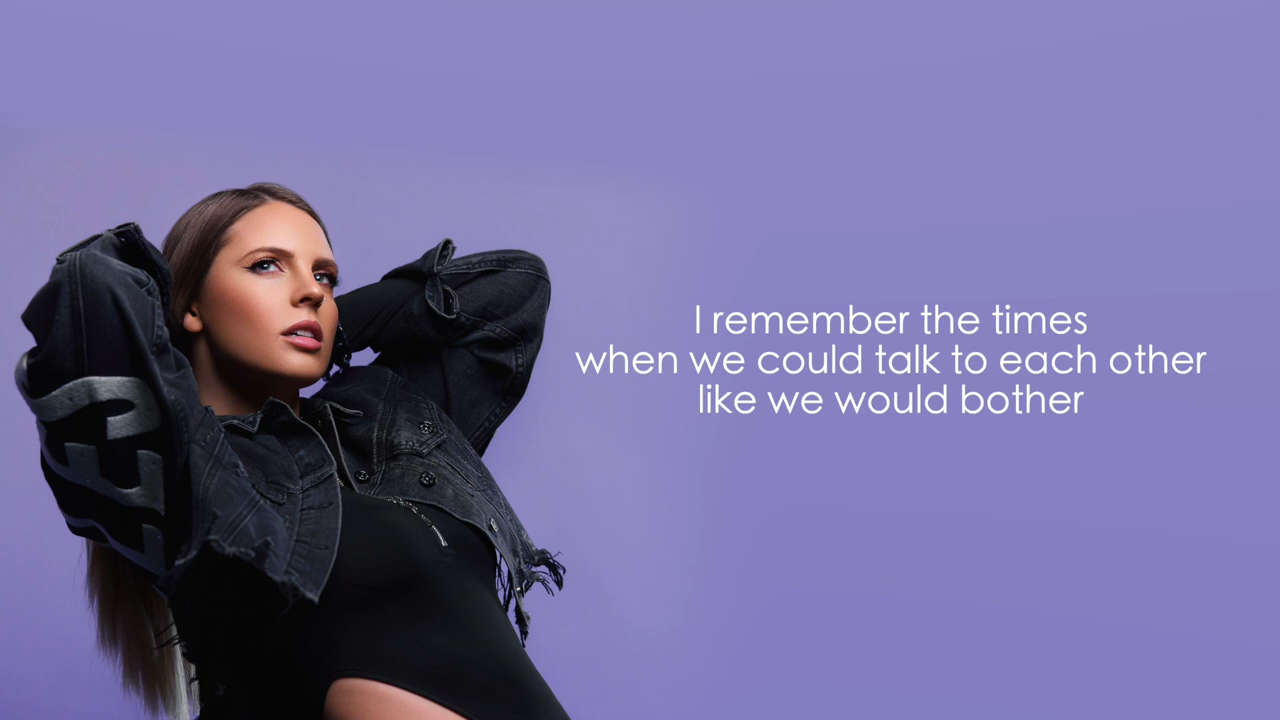 I remember the times
when we could talk to each other
like we would bother